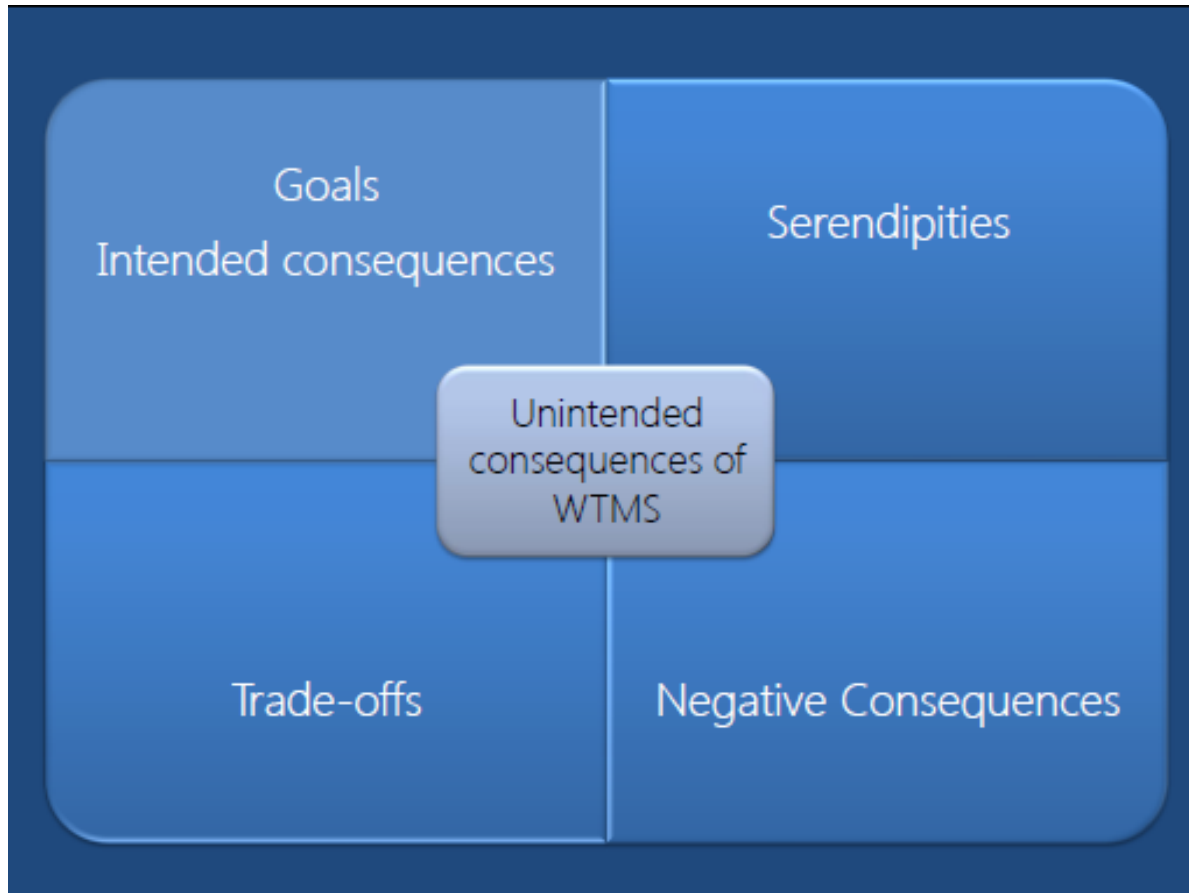 Goals
Intended consequences
Serendipities
Unintended
consequences of
WTMS
Trade-offs
Negative Consequences